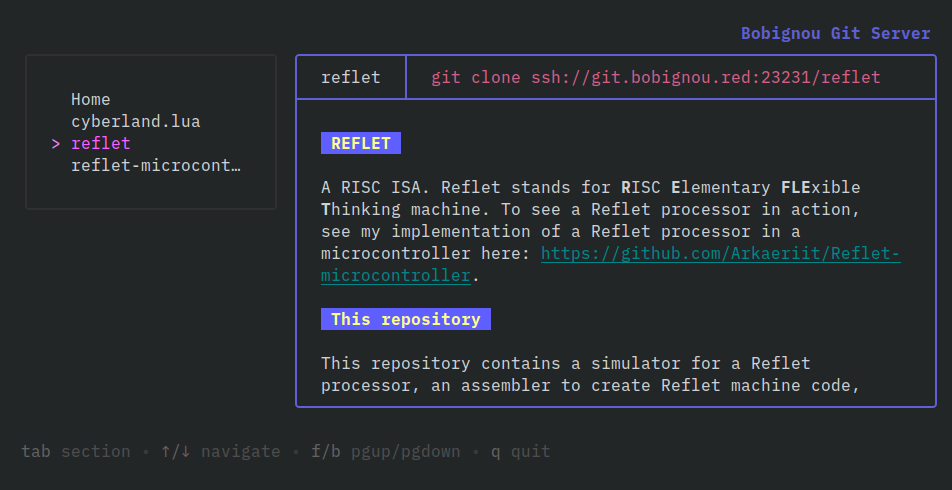 Bobignou Git Server
Home
cyberland.lua
> reflet
reflet-microcont…
reflet
git clone ssh://git.bobignou.red:23231/reflet
REFLET
A RISC ISA. Reflet stands for RISC Elementary FLExible
Thinking machine. To see a Reflet processor in action,
see my implementation of a Reflet processor in a
microcontroller here: https://github.com/Arkaeriit/Reflet-
microcontroller.
This repository
This repository contains a simulator for a Reflet
processor, an assembler to create Reflet machine code,
tab section • ↑/↓ navigate • f/b pgup/pgdown • q quit